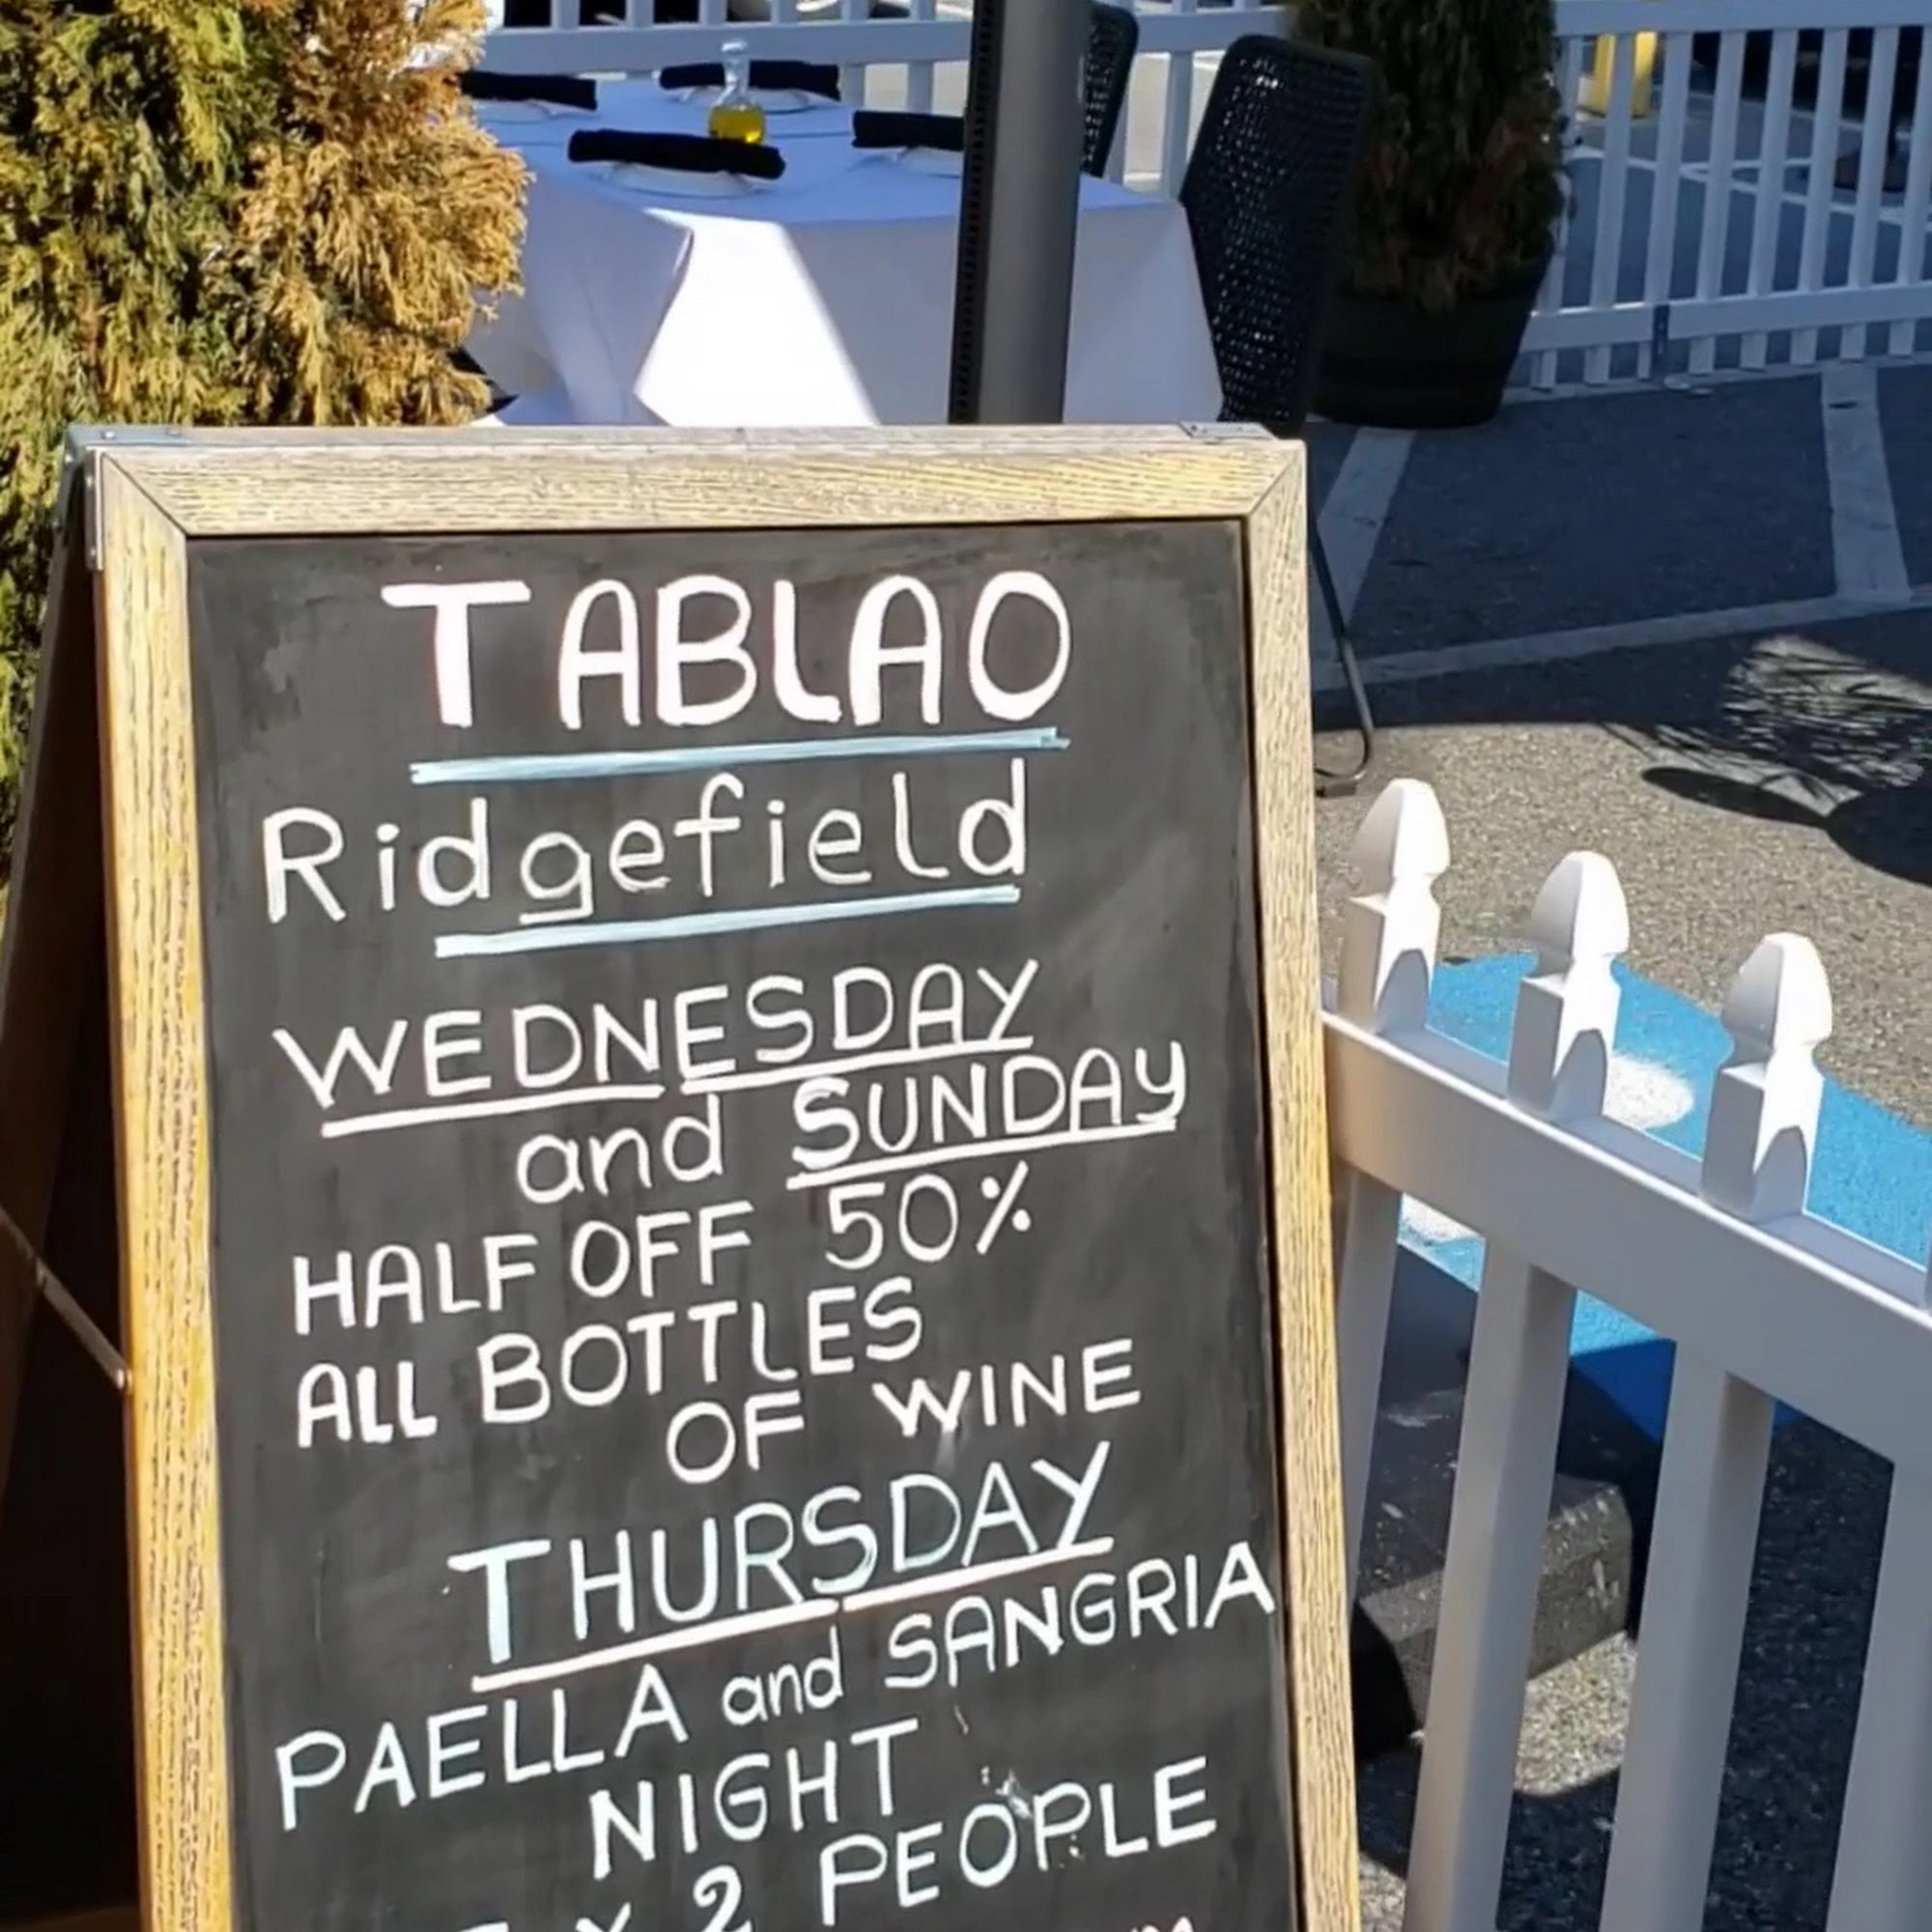 TABLAO
Ridgefield
WEDNESDAY
and SUNDAY
HALF OFF 50%
ALL BOTTLES
OF WINE
THURSDAY
PAELLA and SANGRIA
NIGHT
2 PEOPLE